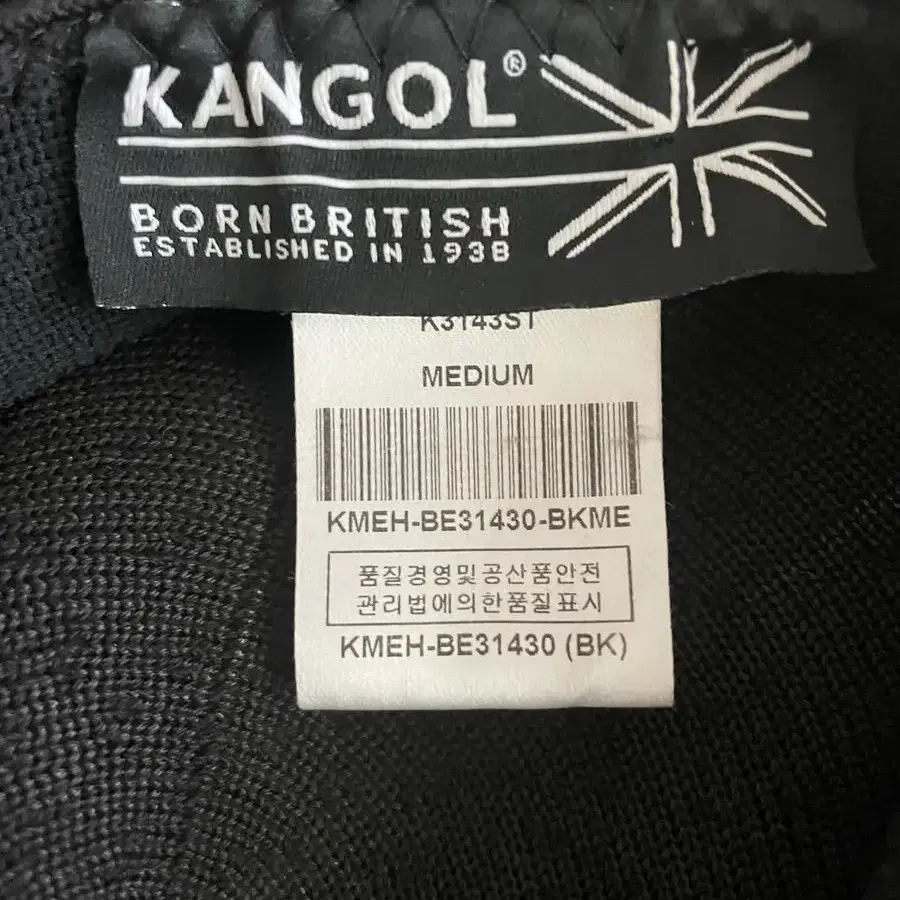 KANGOL®
BORN BRITISH
ESTABLISHED IN 1938
K3143ST
MEDIUM
KMEH-BE31430-BKME
품질경영및공산품안전
관리법에의한품질표시
KMEH-BE31430 (BK)